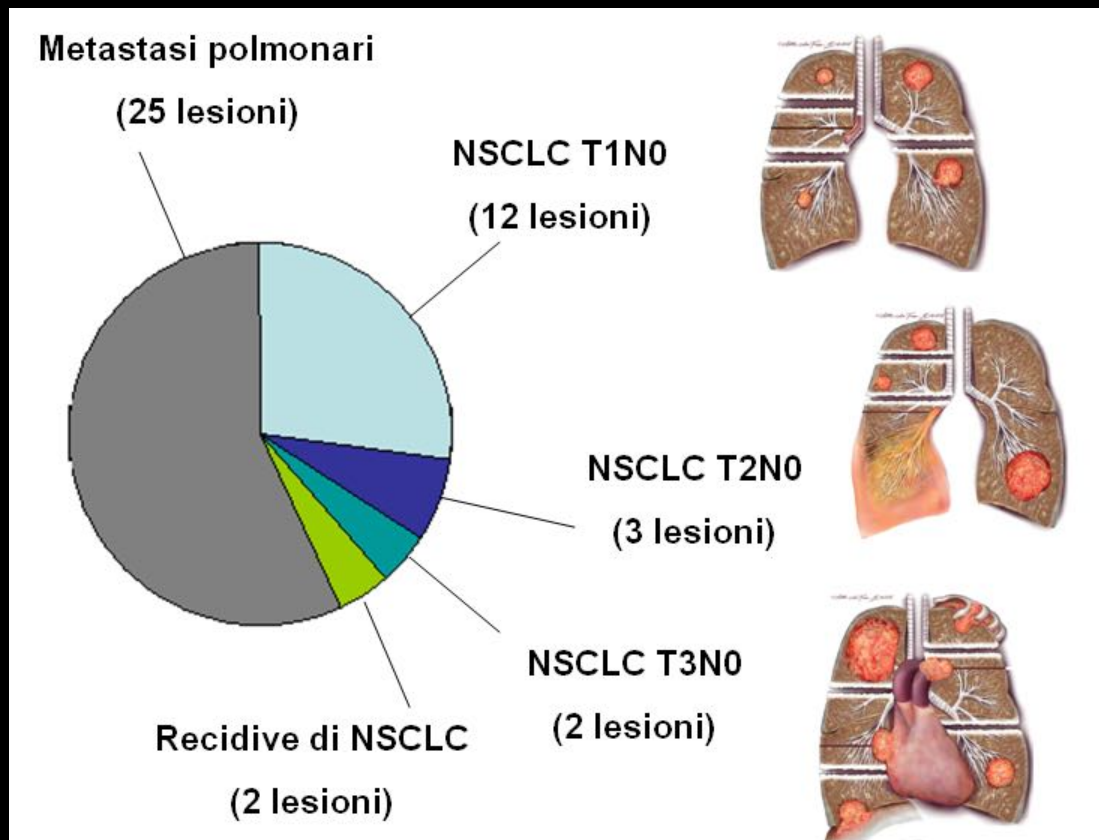 Metastasi polmonari
(25 lesioni)
NSCLC T1N0
(12 lesioni)
NSCLC T2N0
(3 lesioni)
NSCLC T3N0
(2 lesioni)
Recidive di NSCLC
(2 lesioni)